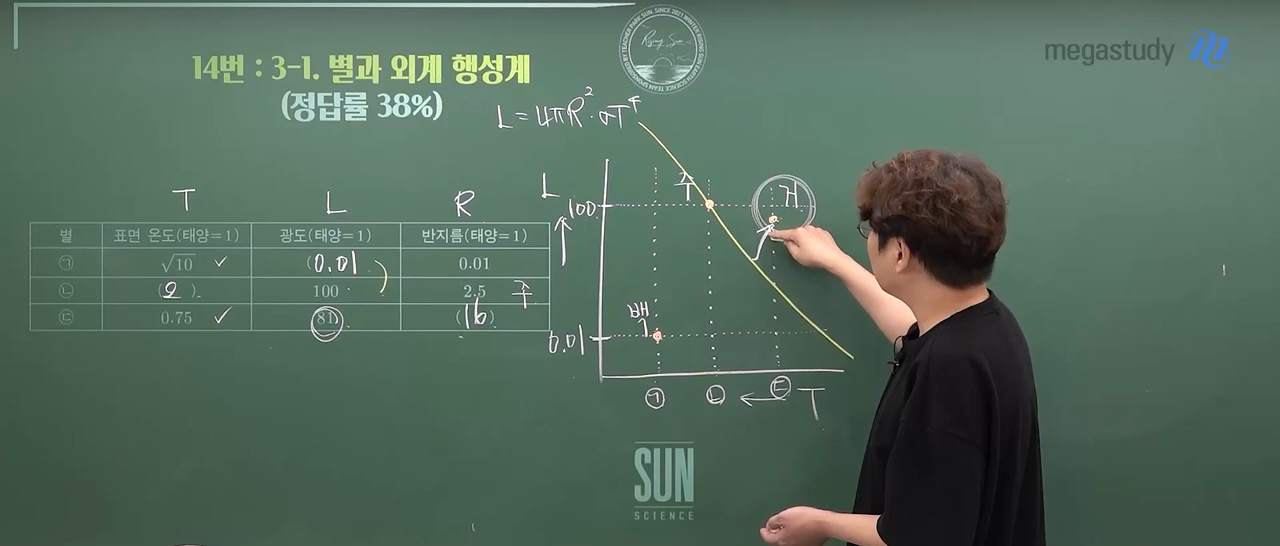 megastudy
14번 : 3-1. 별과 외계 행성계
(정답률 38%)
Rising Sun
L = 4πR²·σT⁴
T L R
별 표면 온도(태양=1) 광도(태양=1) 반지름(태양=1)
㉠ √10 ✓ (0.01 0.01
㉡ (2) 100 2.5 주
㉢ 0.75 ✓ 81 (16)
L
100
주
거
백
0.01
㉠ ㉡ ← ㉢ T
SUN
SCIENCE